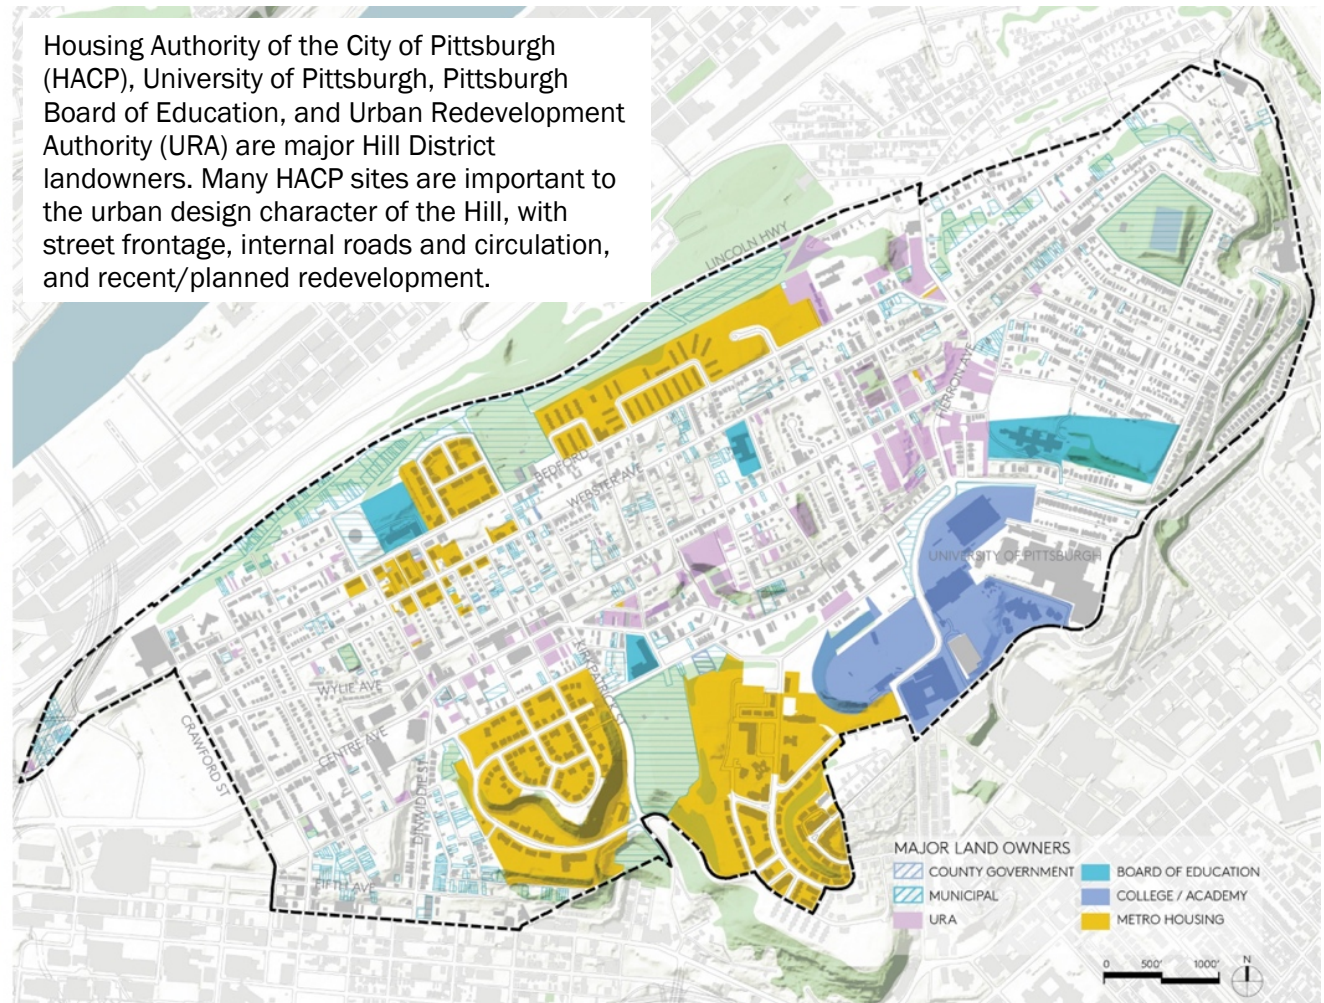 Housing Authority of the City of Pittsburgh
(HACP), University of Pittsburgh, Pittsburgh
Board of Education, and Urban Redevelopment
Authority (URA) are major Hill District
landowners. Many HACP sites are important to
the urban design character of the Hill, with
street frontage, internal roads and circulation,
and recent/planned redevelopment.
LINCOLN HWY
HERRON AVE
BEDFORD
WEBSTER AVE
UNIVERSITY OF PITTSBURGH
KIRKPATRICK ST
WYLIE AVE
CRAWFORD ST
CENTRE AVE
DINWIDDIE ST
FIFTH AVE
MAJOR LAND OWNERS
COUNTY GOVERNMENT
MUNICIPAL
URA
BOARD OF EDUCATION
COLLEGE / ACADEMY
METRO HOUSING
0 500' 1000'
N